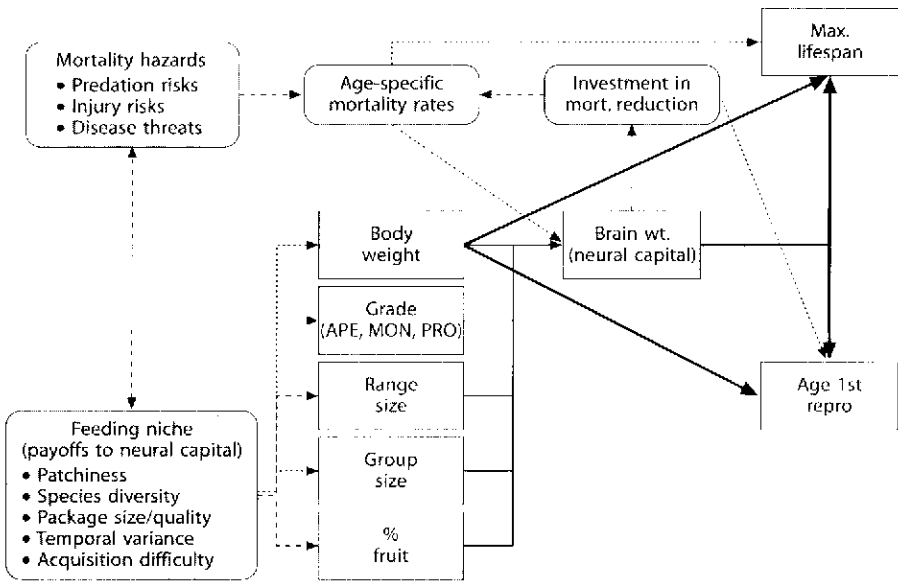 Max.
lifespan
Mortality hazards
• Predation risks
• Injury risks
• Disease threats
Age-specific
mortality rates
Investment in
mort. reduction
Body
weight
Brain wt.
(neural capital)
Grade
(APE, MON, PRO)
Range
size
Age 1st
repro
Feeding niche
(payoffs to neural capital)
• Patchiness
• Species diversity
• Package size/quality
• Temporal variance
• Acquisition difficulty
Group
size
%
fruit